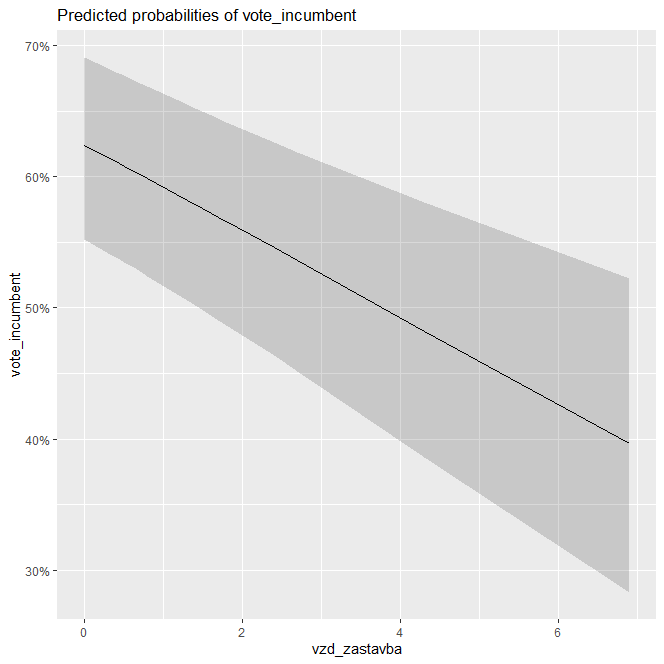 Predicted probabilities of vote_incumbent
70%
60%
50%
40%
30%
vote_incumbent
0 2 4 6
vzd_zastavba